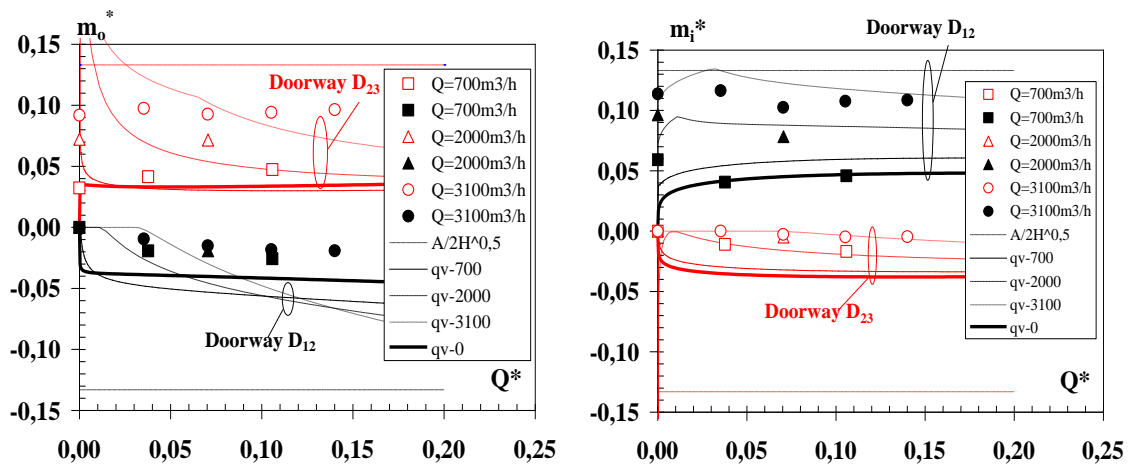 m_o*
0,15
0,10
0,05
0,00
-0,05
-0,10
-0,15
0,00 0,05 0,10 0,15 0,20 0,25
Q*
Doorway D_23
Doorway D_12
Q=700m3/h
Q=700m3/h
Q=2000m3/h
Q=2000m3/h
Q=3100m3/h
Q=3100m3/h
A/2H^0,5
qv-700
qv-2000
qv-3100
qv-0
m_i*
Doorway D_12
0,15
0,10
0,05
0,00
-0,05
-0,10
-0,15
0,00 0,05 0,10 0,15 0,20 0,25
Q*
Doorway D_23
Q=700m3/h
Q=700m3/h
Q=2000m3/h
Q=2000m3/h
Q=3100m3/h
Q=3100m3/h
A/2H^0,5
qv-700
qv-2000
qv-3100
qv-0